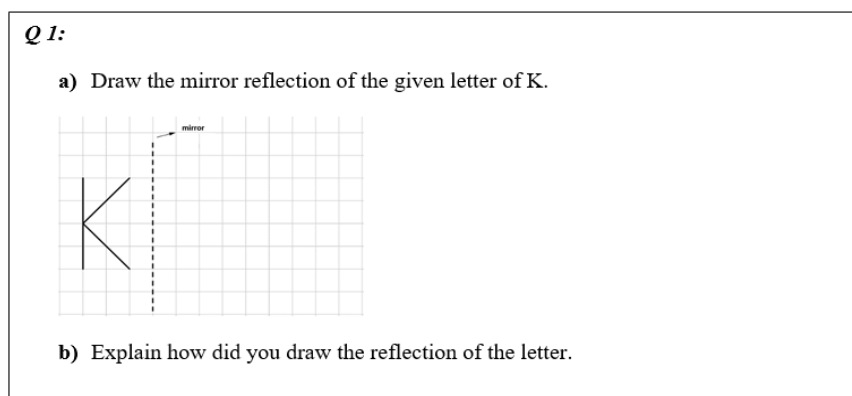 Q 1:
a) Draw the mirror reflection of the given letter of K.
mirror
K
b) Explain how did you draw the reflection of the letter.